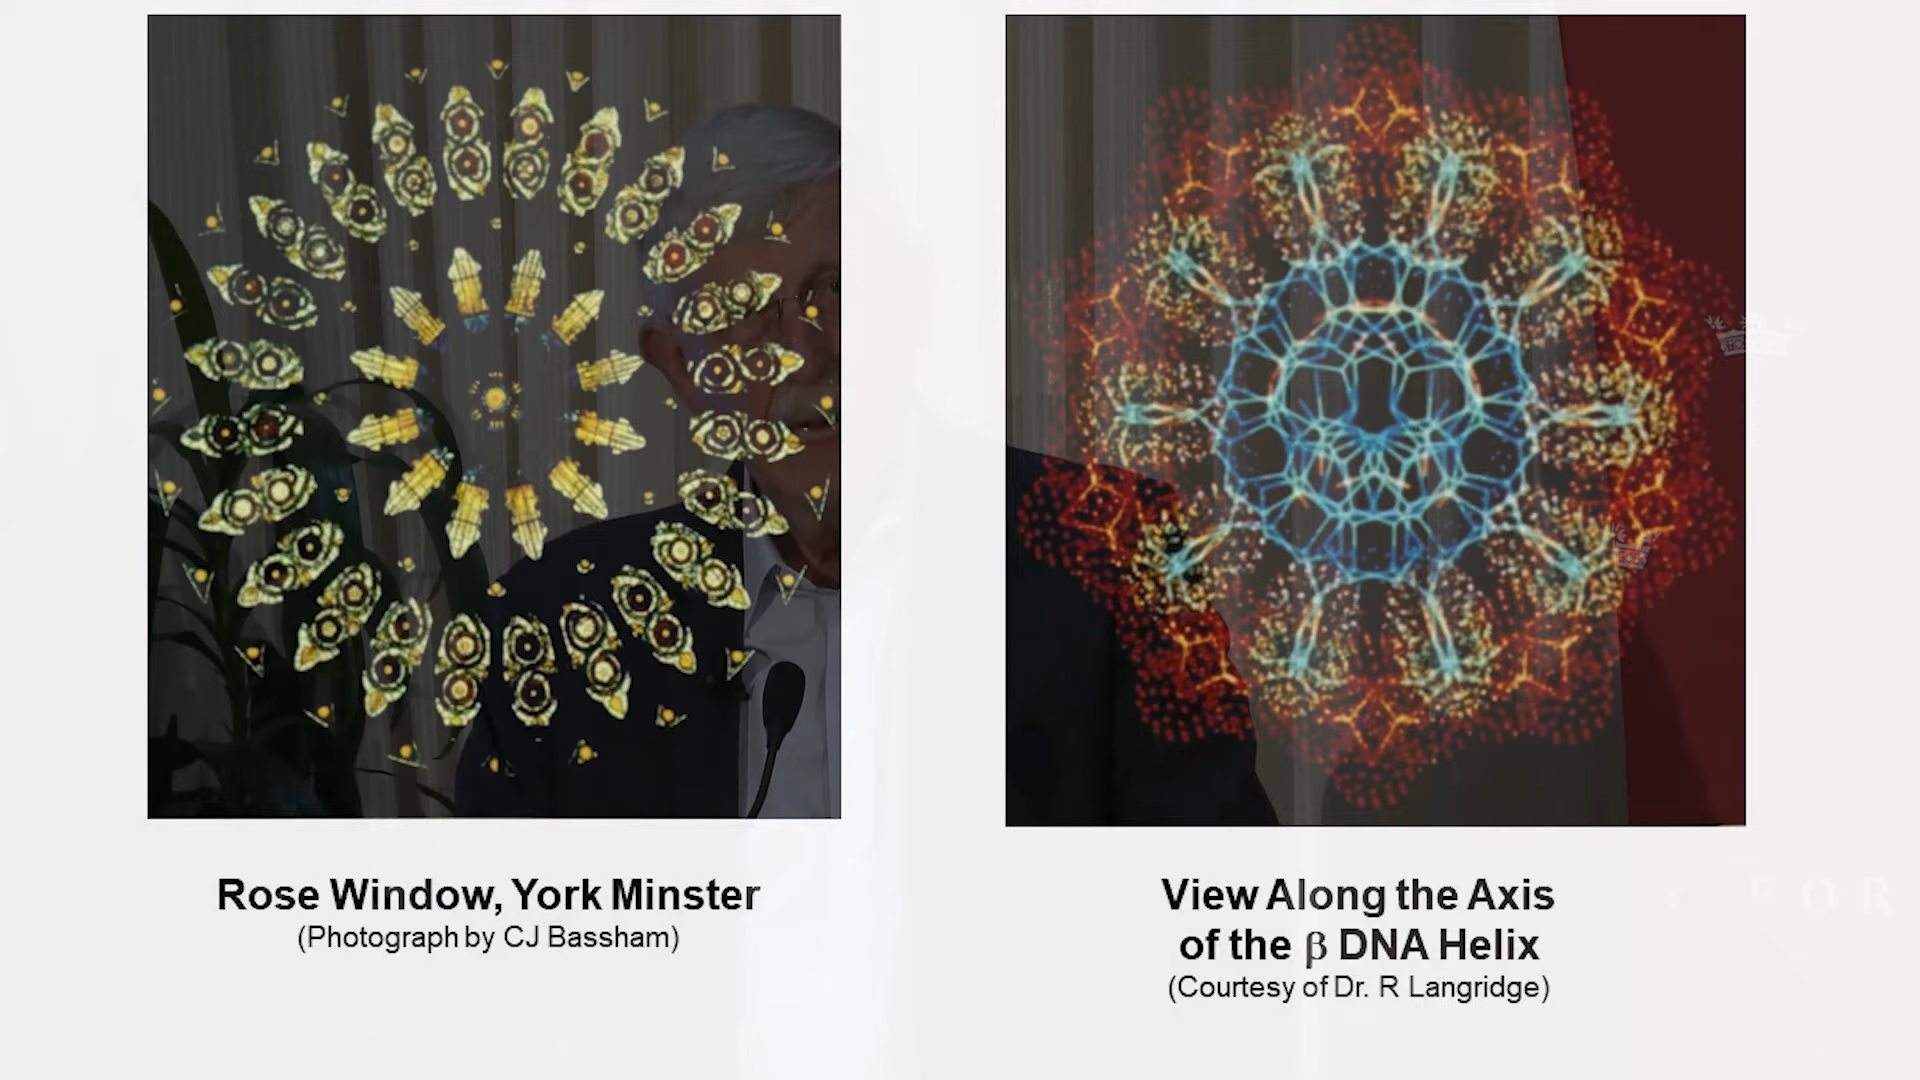 Rose Window, York Minster
(Photograph by CJ Bassham)
View Along the Axis
of the β DNA Helix
(Courtesy of Dr. R Langridge)